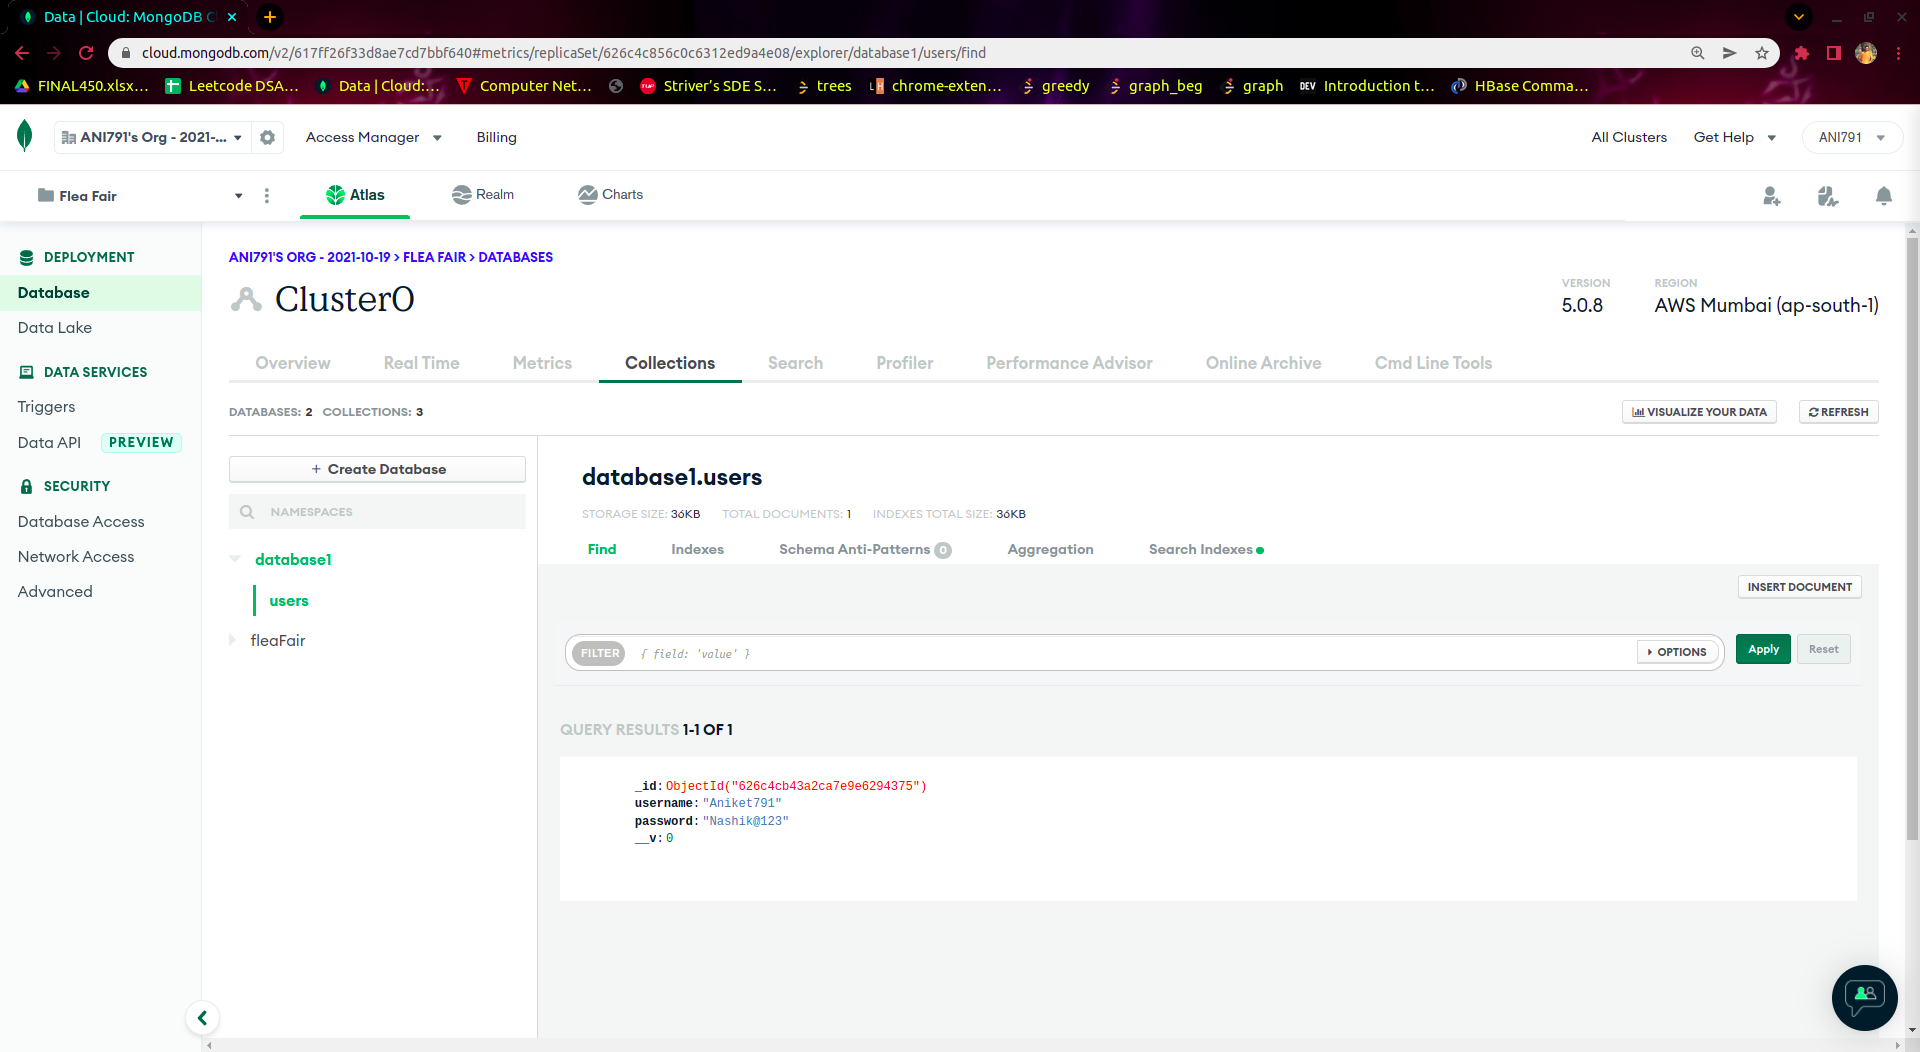 Data | Cloud: MongoDB C
cloud.mongodb.com/v2/617ff26f33d8ae7cd7bbf640#metrics/replicaSet/626c4c856c0c6312ed9a4e08/explorer/database1/users/find
FINAL450.xlsx... Leetcode DSA... Data | Cloud:... Computer Net... Striver's SDE S... trees chrome-exten... greedy graph_beg graph DEV Introduction t... HBase Comma...
ANI791's Org - 2021-... Access Manager Billing All Clusters Get Help ANI791
Flea Fair Atlas Realm Charts
DEPLOYMENT
Database
Data Lake
DATA SERVICES
Triggers
Data API PREVIEW
SECURITY
Database Access
Network Access
Advanced
ANI791'S ORG - 2021-10-19 > FLEA FAIR > DATABASES
Cluster0
VERSION
5.0.8
REGION
AWS Mumbai (ap-south-1)
Overview Real Time Metrics Collections Search Profiler Performance Advisor Online Archive Cmd Line Tools
DATABASES: 2 COLLECTIONS: 3
VISUALIZE YOUR DATA REFRESH
+ Create Database
NAMESPACES
database1
users
fleaFair
database1.users
STORAGE SIZE: 36KB TOTAL DOCUMENTS: 1 INDEXES TOTAL SIZE: 36KB
Find Indexes Schema Anti-Patterns 0 Aggregation Search Indexes
INSERT DOCUMENT
FILTER { field: 'value' } OPTIONS Apply Reset
QUERY RESULTS 1-1 OF 1
_id: ObjectId("626c4cb43a2ca7e9e6294375")
username: "Aniket791"
password: "Nashik@123"
__v: 0